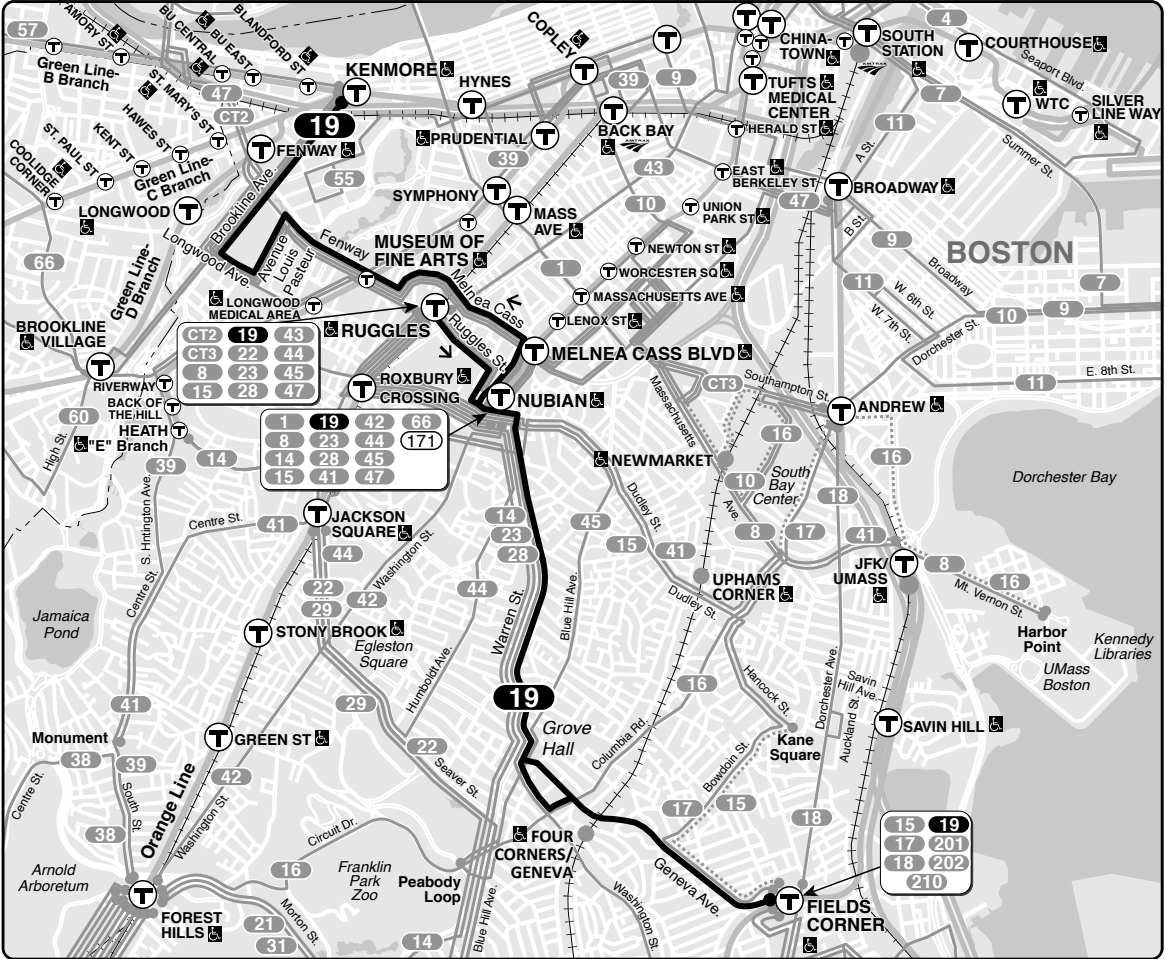 57
AMORY ST
BU CENTRAL
BU EAST
BLANDFORD ST
Green Line-
B Branch
47
CT2
ST. MARY'S ST
HAWES ST
KENT ST
ST. PAUL ST
COOLIDGE
CORNER
Green Line-
C Branch
KENMORE
19
HYNES
COPLEY
39
9
CHINA-
TOWN
SOUTH
STATION
AMTRAK
4
COURTHOUSE
Seaport Blvd.
7
WTC
SILVER
LINE WAY
Summer St.
TUFTS
MEDICAL
CENTER
HERALD ST
11
A St.
FENWAY
PRUDENTIAL
39
BACK BAY
AMTRAK
43
55
SYMPHONY
MASS
AVE
10
EAST
BERKELEY ST
UNION
PARK ST
47
BROADWAY
B St.
9
Broadway
BOSTON
LONGWOOD
Brookline Ave.
Longwood Ave.
Avenue
Louis
Pasteur
Fenway
MUSEUM OF
FINE ARTS
NEWTON ST
WORCESTER SQ
MASSACHUSETTS AVE
LENOX ST
1
Melnea Cass
66
Green Line-
D Branch
LONGWOOD
MEDICAL AREA
11
W. 6th St.
W. 7th St.
7
10
9
Dorchester St.
BROOKLINE
VILLAGE
RUGGLES
Ruggles St.
MELNEA CASS BLVD
CT2 19 43
CT3 22 44
8 23 45
15 28 47
RIVERWAY
BACK OF
THE HILL
HEATH
"E" Branch
60
High St.
39
14
ROXBURY
CROSSING
NUBIAN
CT3
Southampton St.
Massachusetts
Ave.
11
E. 8th St.
ANDREW
1 19 42 66
8 23 44 171
14 28 45
15 41 47
NEWMARKET
16
South
Bay
Center
10
16
18
Dorchester Bay
S. Hntington Ave.
Centre St.
41
JACKSON
SQUARE
44
Washington St.
14
23
28
45
Dudley St.
15
41
8
17
41
JFK/
UMASS
8
16
Mt. Vernon St.
Harbor
Point
Kennedy
Libraries
UMass
Boston
Centre St.
22
29
42
44
Warren St.
Blue Hill Ave.
UPHAMS
CORNER
Dudley St.
Jamaica
Pond
STONY BROOK
Egleston
Square
Humboldt Ave.
Hancock St.
Dorchester Ave.
Savin
Hill Ave.
Auckland St.
16
41
29
19
Monument
38
39
GREEN ST
42
22
Grove
Hall
Columbia Rd.
Kane
Square
SAVIN HILL
Centre St.
South St.
Orange Line
Washington St.
Seaver St.
Bowdoin St.
17
15
18
38
Circuit Dr.
16
FOUR
CORNERS/
GENEVA
15 19
17 201
18 202
210
Arnold
Arboretum
Franklin
Park
Zoo
Peabody
Loop
Geneva Ave.
FIELDS
CORNER
FOREST
HILLS
21
31
Morton St.
14
Blue Hill Ave.
Washington St.